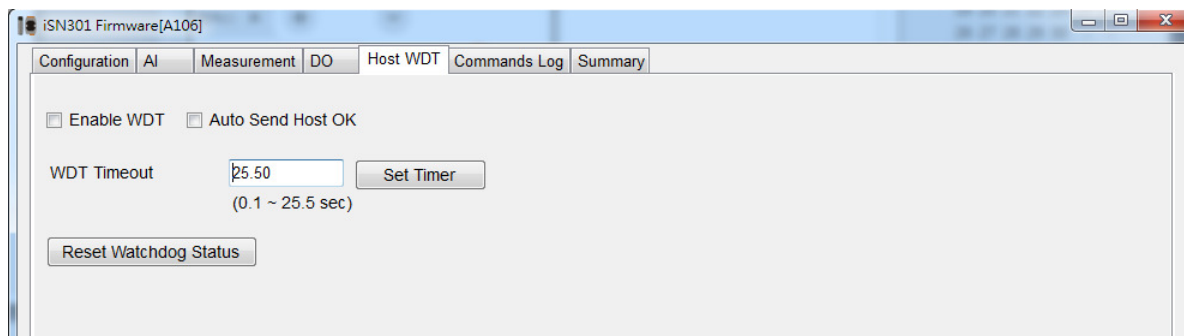 iSN301 Firmware[A106]
Configuration AI Measurement DO Host WDT Commands Log Summary
Enable WDT Auto Send Host OK
WDT Timeout 25.50 Set Timer
(0.1 ~ 25.5 sec)
Reset Watchdog Status